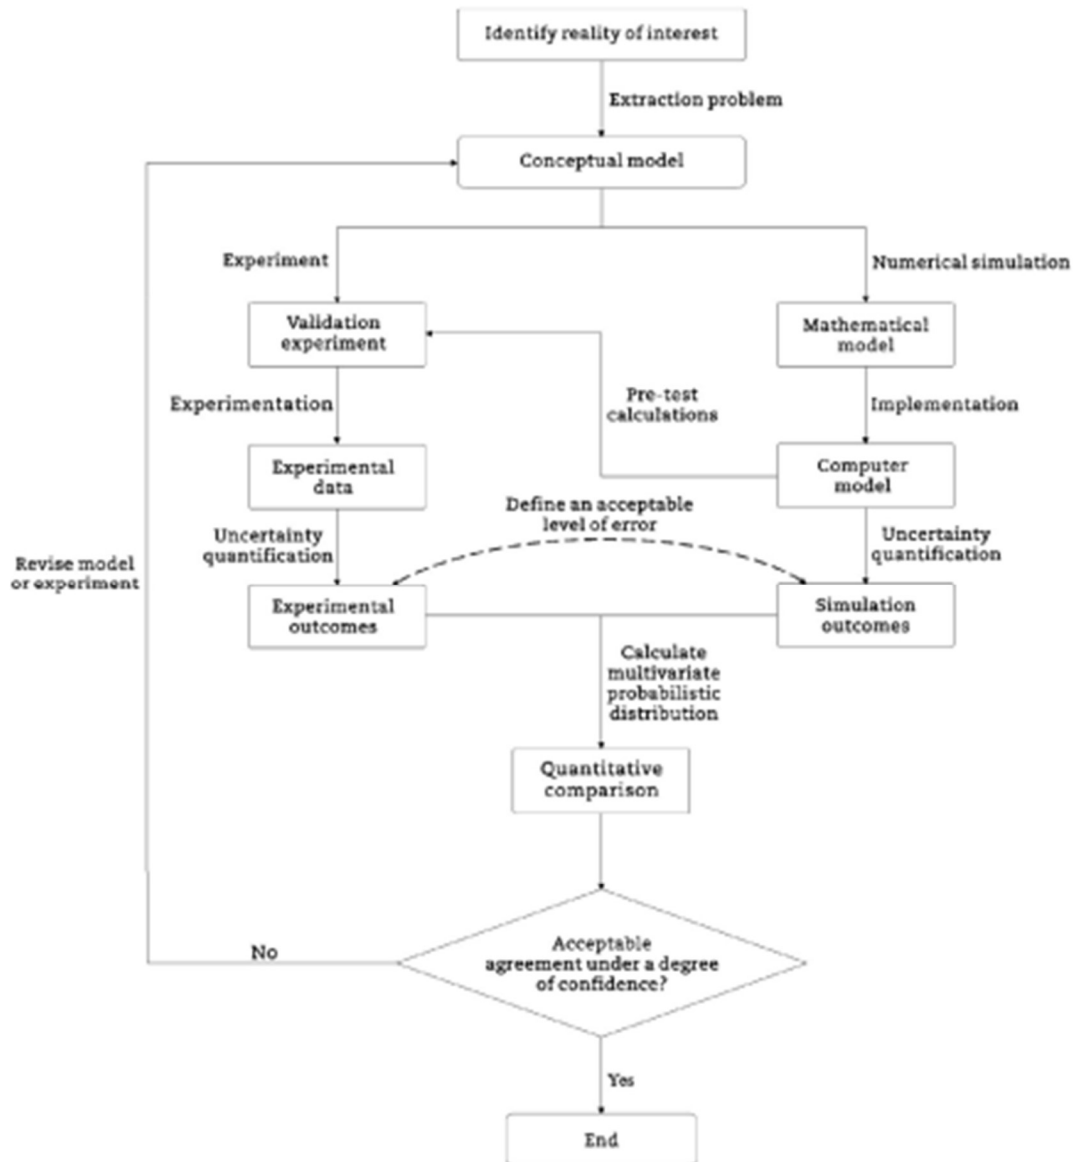 Identify reality of interest
Extraction problem
Conceptual model
Experiment
Numerical simulation
Validation
experiment
Mathematical
model
Pre-test
calculations
Experimentation
Implementation
Experimental
data
Computer
model
Define an acceptable
level of error
Uncertainty
quantification
Uncertainty
quantification
Revise model
or experiment
Experimental
outcomes
Simulation
outcomes
Calculate
multivariate
probabilistic
distribution
Quantitative
comparison
Acceptable
agreement under a degree
of confidence?
No
Yes
End